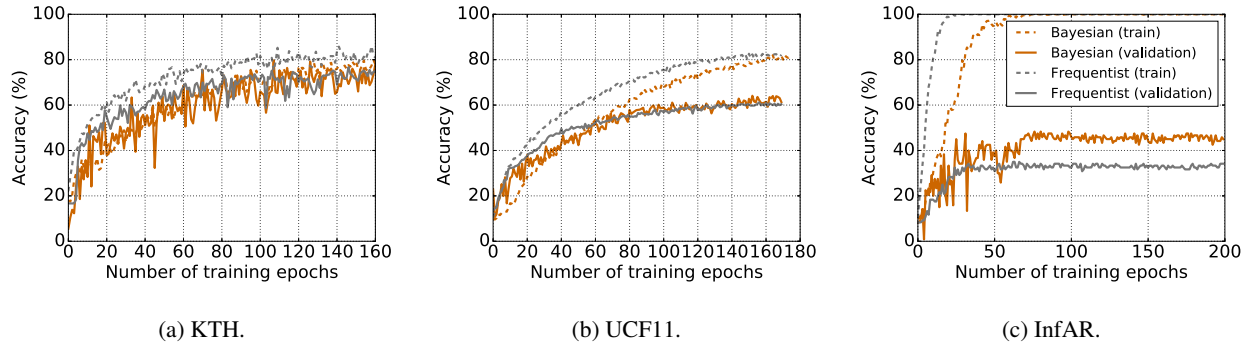 100
80
60
40
20
0
Accuracy (%)
0 20 40 60 80 100 120 140 160
Number of training epochs
(a) KTH.
100
80
60
40
20
0
Accuracy (%)
0 20 40 60 80 100 120 140 160 180
Number of training epochs
(b) UCF11.
100
80
60
40
20
0
Accuracy (%)
Bayesian (train)
Bayesian (validation)
Frequentist (train)
Frequentist (validation)
0 50 100 150 200
Number of training epochs
(c) InfAR.